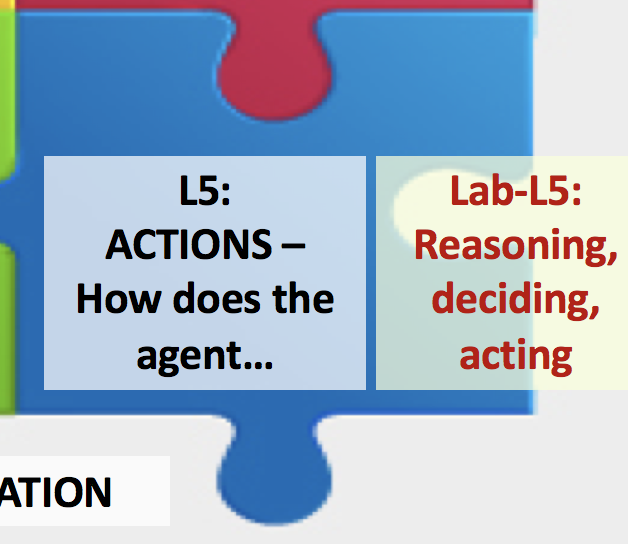 L5:
ACTIONS –
How does the
agent…
Lab-L5:
Reasoning,
deciding,
acting
ATION